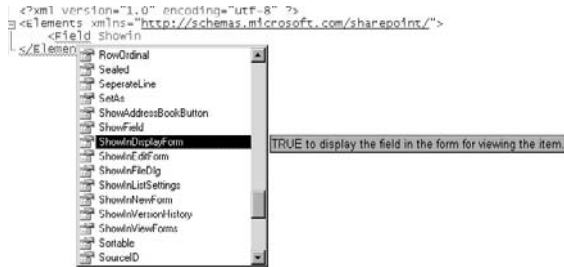 <?xml version="1.0" encoding="utf-8" ?>
<Elements xmlns="http://schemas.microsoft.com/sharepoint/">
<Field Showin
</Elemen
RowOrdinal
Sealed
SeperateLine
SetAs
ShowAddressBookButton
ShowField
ShowInDisplayForm
TRUE to display the field in the form for viewing the item.
ShowInEditForm
ShowInFileDlg
ShowInListSettings
ShowInNewForm
ShowInVersionHistory
ShowInViewForms
Sortable
SourceID